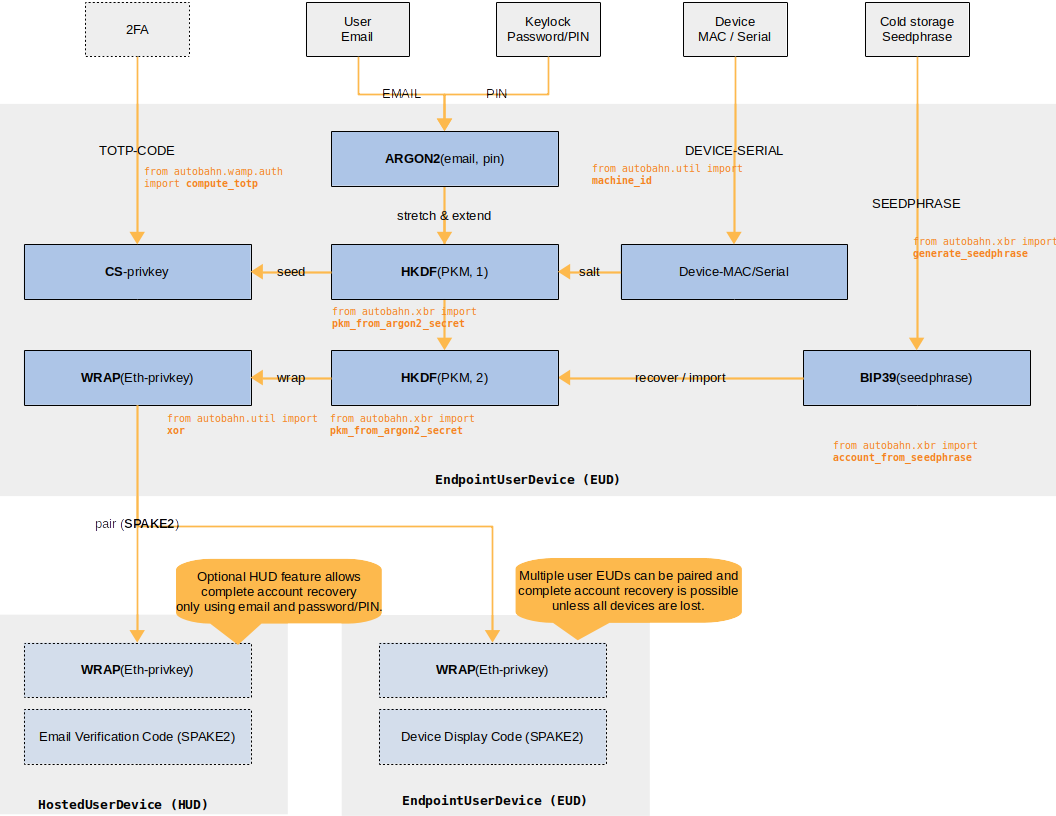 2FA
User
Email
Keylock
Password/PIN
Device
MAC / Serial
Cold storage
Seedphrase
EMAIL
PIN
TOTP-CODE
from autobahn.wamp.auth
import compute_totp
ARGON2(email, pin)
DEVICE-SERIAL
from autobahn.util import
machine_id
SEEDPHRASE
from autobahn.xbr import
generate_seedphrase
stretch & extend
CS-privkey
seed
HKDF(PKM, 1)
salt
Device-MAC/Serial
from autobahn.xbr import
pkm_from_argon2_secret
WRAP(Eth-privkey)
wrap
HKDF(PKM, 2)
recover / import
BIP39(seedphrase)
from autobahn.util import
xor
from autobahn.xbr import
pkm_from_argon2_secret
from autobahn.xbr import
account_from_seedphrase
EndpointUserDevice (EUD)
pair (SPAKE2)
Optional HUD feature allows
complete account recovery
only using email and password/PIN.
Multiple user EUDs can be paired and
complete account recovery is possible
unless all devices are lost.
WRAP(Eth-privkey)
Email Verification Code (SPAKE2)
HostedUserDevice (HUD)
WRAP(Eth-privkey)
Device Display Code (SPAKE2)
EndpointUserDevice (EUD)